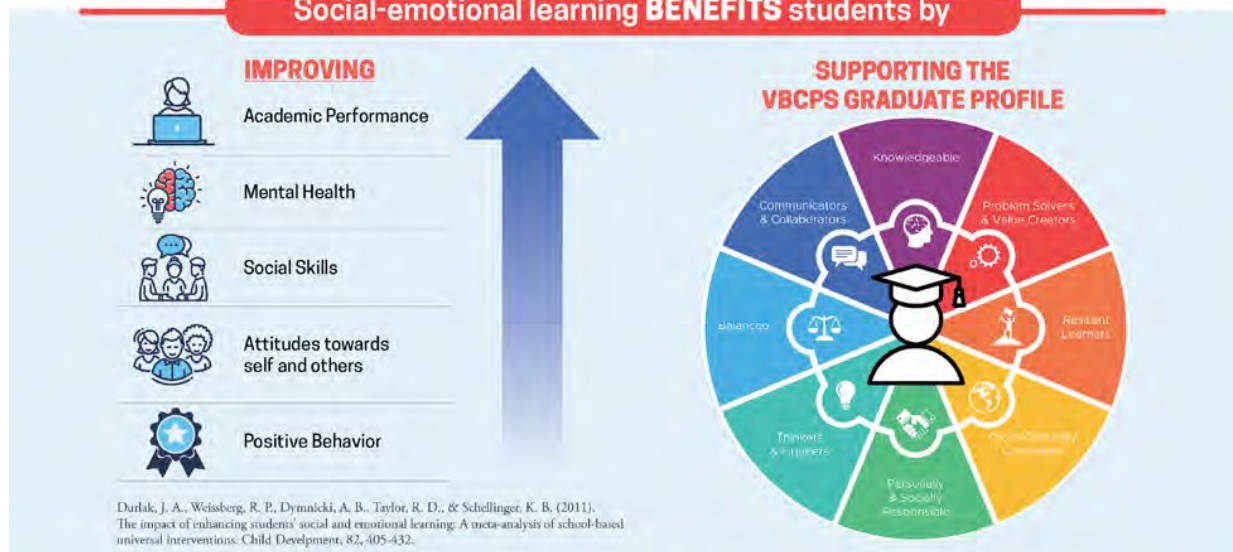 Social-emotional learning BENEFITS students by
IMPROVING
Academic Performance
Mental Health
Social Skills
Attitudes towards
self and others
Positive Behavior
Durlak, J. A., Weissberg, R. P., Dymnicki, A. B., Taylor, R. D., & Schellinger, K. B. (2011).
The impact of enhancing students' social and emotional learning: A meta-analysis of school-based
universal interventions. Child Develpment, 82, 405-432.
SUPPORTING THE
VBCPS GRADUATE PROFILE
Knowledgeable
Problem Solvers
& Value Creators
Resilient
Learners
Personally
& Socially
Responsible
Thinkers
& Inquirers
Balanced
Communicators
& Collaborators